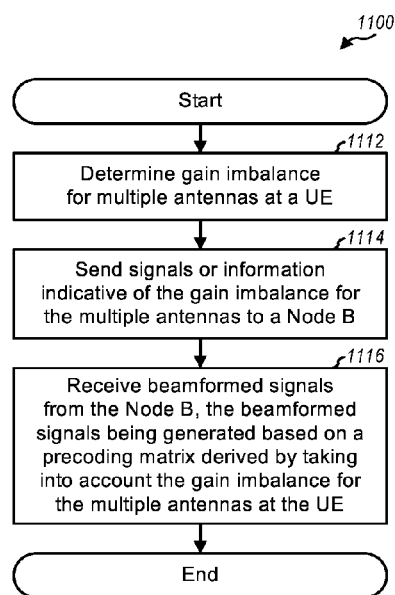 1100
Start
1112
Determine gain imbalance
for multiple antennas at a UE
1114
Send signals or information
indicative of the gain imbalance for
the multiple antennas to a Node B
1116
Receive beamformed signals
from the Node B, the beamformed
signals being generated based on a
precoding matrix derived by taking
into account the gain imbalance for
the multiple antennas at the UE
End